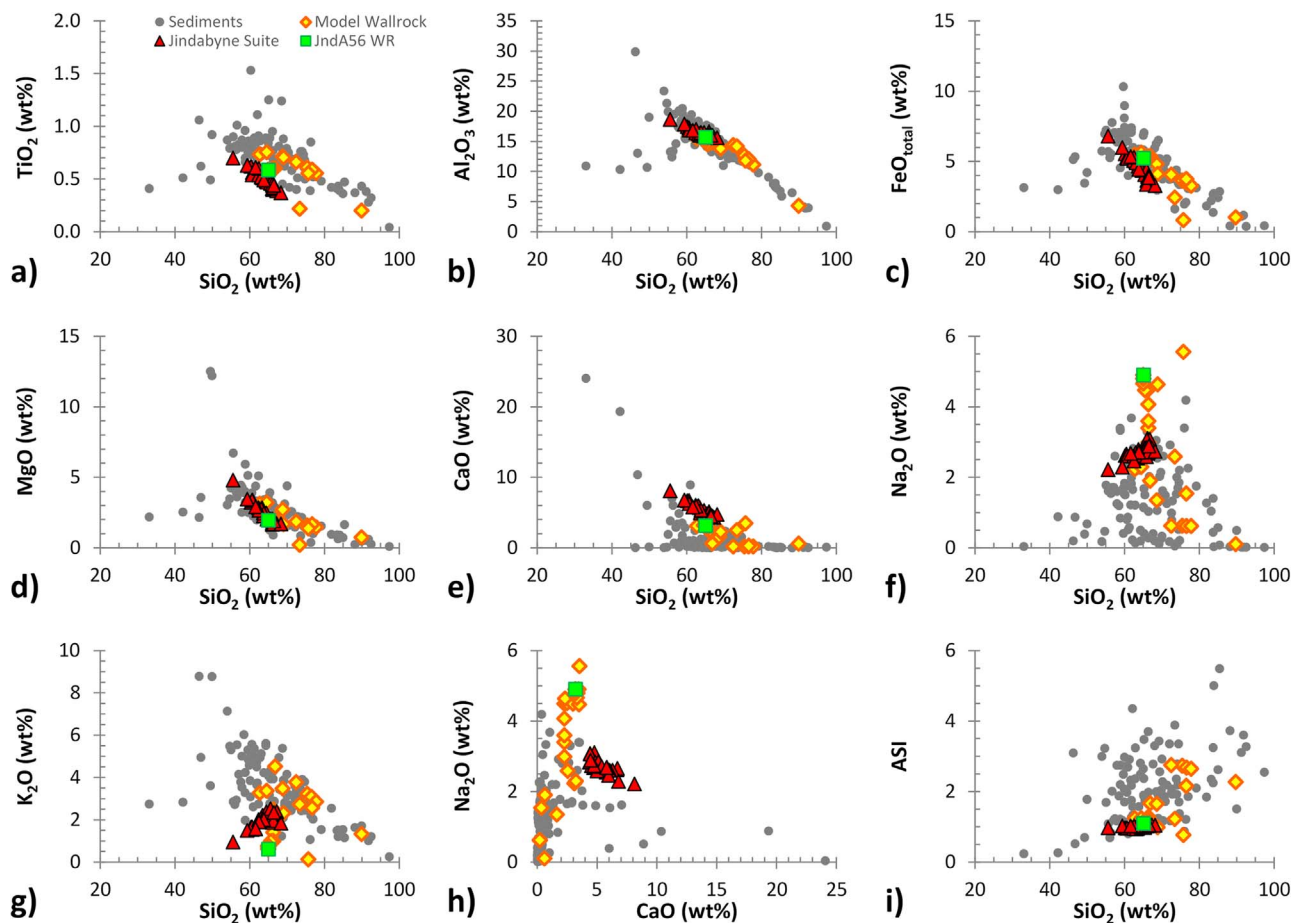 Sediments Model Wallrock
Jindabyne Suite JndA56 WR
TiO₂ (wt%)
2.0
1.5
1.0
0.5
0.0
20 40 60 80 100
SiO₂ (wt%)
a)
Al₂O₃ (wt%)
35
30
25
20
15
10
5
0
20 40 60 80 100
SiO₂ (wt%)
b)
FeO_total (wt%)
15
10
5
0
20 40 60 80 100
SiO₂ (wt%)
c)
MgO (wt%)
15
10
5
0
20 40 60 80 100
SiO₂ (wt%)
d)
CaO (wt%)
30
20
10
0
20 40 60 80 100
SiO₂ (wt%)
e)
Na₂O (wt%)
6
4
2
0
20 40 60 80 100
SiO₂ (wt%)
f)
K₂O (wt%)
10
8
6
4
2
0
20 40 60 80 100
SiO₂ (wt%)
g)
Na₂O (wt%)
6
4
2
0
0 5 10 15 20 25
CaO (wt%)
h)
ASI
6
4
2
0
20 40 60 80 100
SiO₂ (wt%)
i)